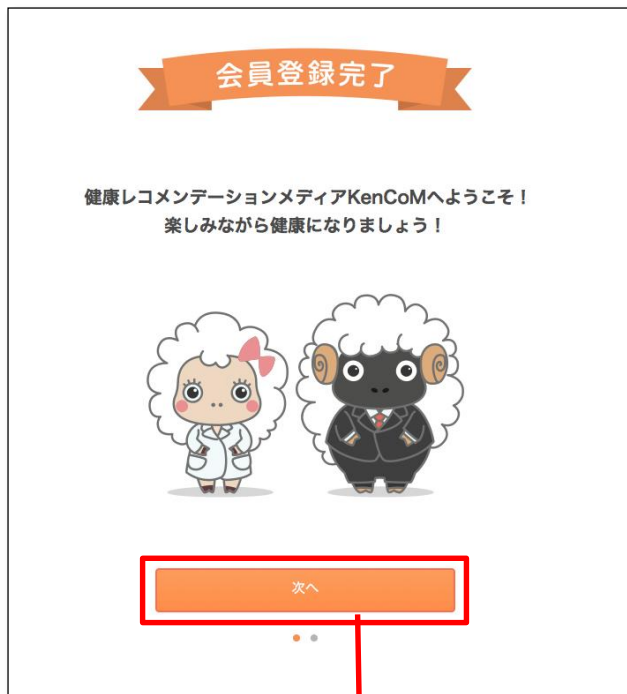 会員登録完了
健康レコメンデーションメディアKenCoMへようこそ！
楽しみながら健康になりましょう！
次へ